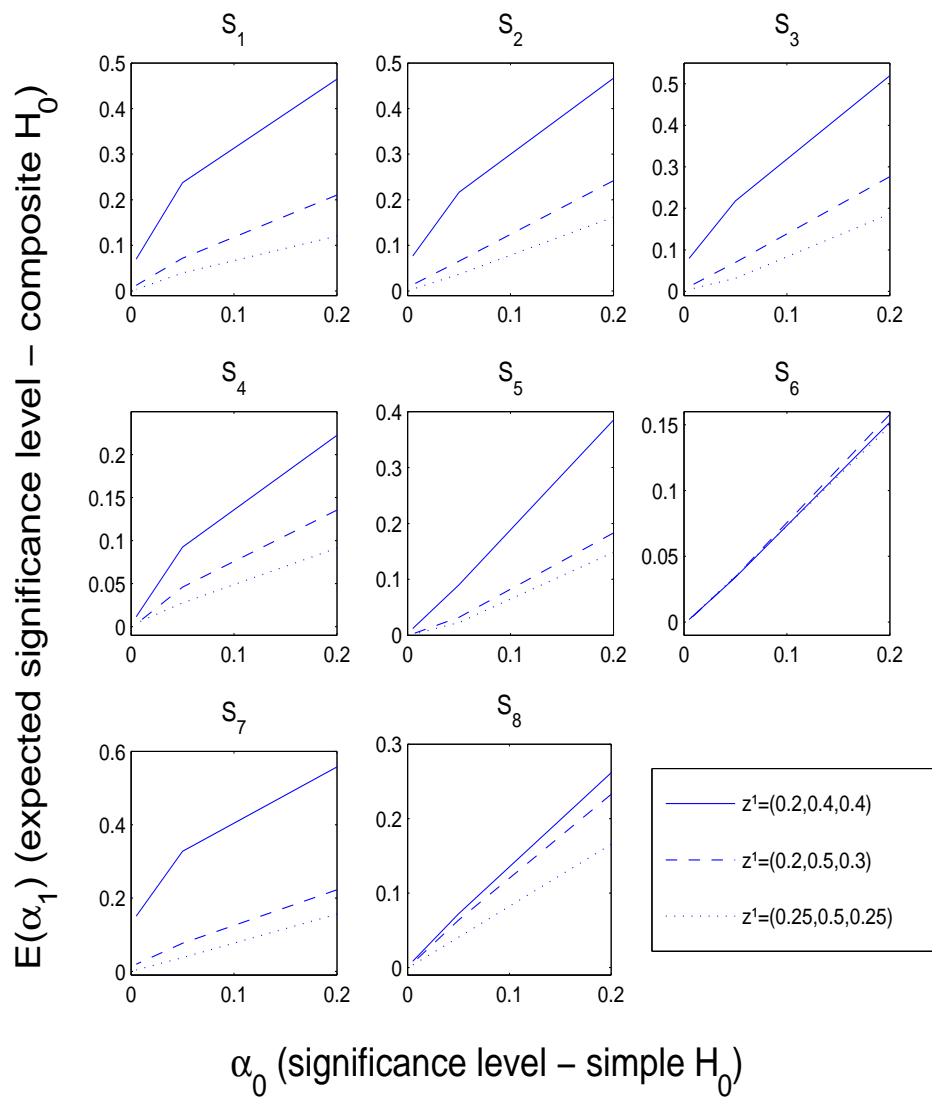 E(α₁) (expected significance level – composite H₀)
S₁
0.5
0.4
0.3
0.2
0.1
0
0 0.1 0.2
S₂
0.5
0.4
0.3
0.2
0.1
0
0 0.1 0.2
S₃
0.5
0.4
0.3
0.2
0.1
0
0 0.1 0.2
S₄
0.2
0.15
0.1
0.05
0
0 0.1 0.2
S₅
0.4
0.3
0.2
0.1
0
0 0.1 0.2
S₆
0.15
0.1
0.05
0
0 0.1 0.2
S₇
0.6
0.4
0.2
0
0 0.1 0.2
S₈
0.3
0.2
0.1
0
0 0.1 0.2
z¹=(0.2,0.4,0.4)
z¹=(0.2,0.5,0.3)
z¹=(0.25,0.5,0.25)
α₀ (significance level – simple H₀)